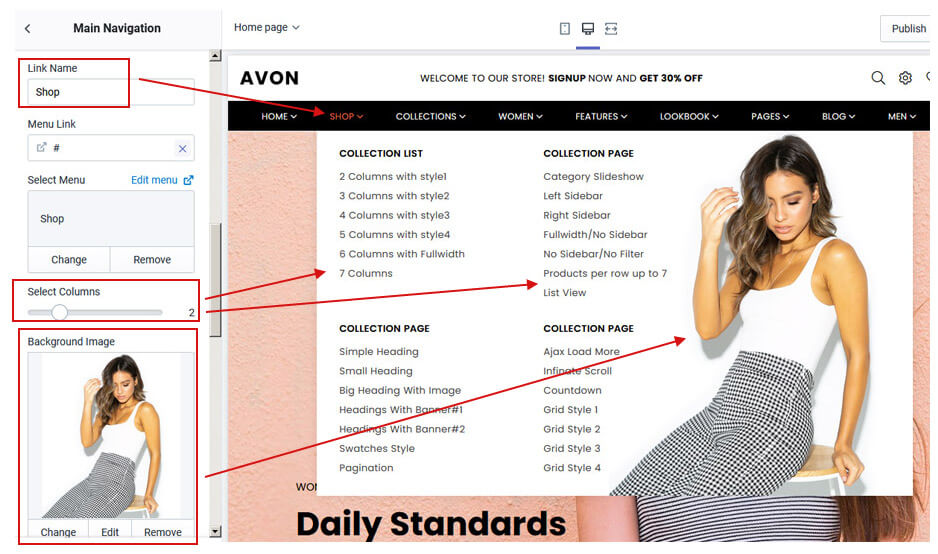 Main Navigation
Home page
Publish
Link Name
Shop
Menu Link
#
Select Menu
Edit menu
Shop
Change
Remove
Select Columns
2
Background Image
Change
Edit
Remove
AVON
WELCOME TO OUR STORE! SIGNUP NOW AND GET 30% OFF
HOME
SHOP
COLLECTIONS
WOMEN
FEATURES
LOOKBOOK
PAGES
BLOG
MEN
COLLECTION LIST
2 Columns with style1
3 Columns with style2
4 Columns with style3
5 Columns with style4
6 Columns with Fullwidth
7 Columns
COLLECTION PAGE
Category Slideshow
Left Sidebar
Right Sidebar
Fullwidth/No Sidebar
No Sidebar/No Filter
Products per row up to 7
List View
COLLECTION PAGE
Simple Heading
Small Heading
Big Heading With Image
Headings With Banner#1
Headings With Banner#2
Swatches Style
Pagination
COLLECTION PAGE
Ajax Load More
Infinate Scroll
Countdown
Grid Style 1
Grid Style 2
Grid Style 3
Grid Style 4
Daily Standards